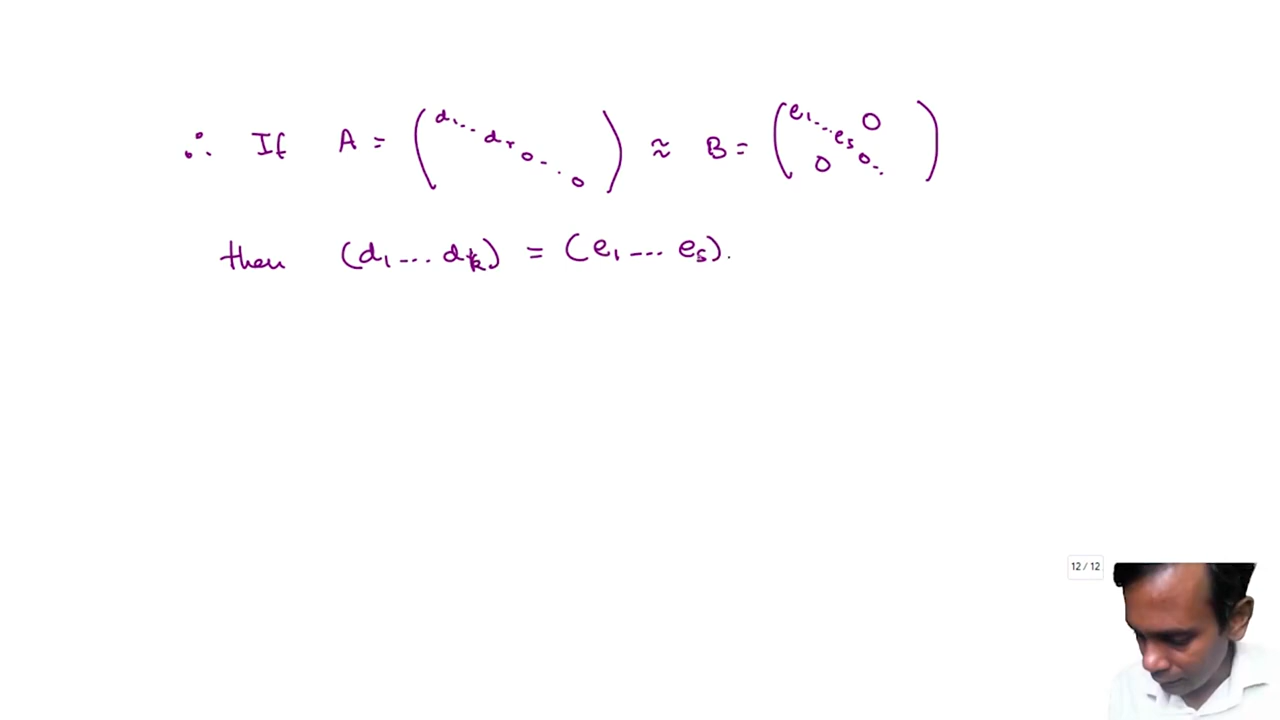 ∴ If A = (d₁... dᵣ 0 ... 0) ≈ B = (e₁...eₛ 0 0 0..)
then (d₁ ... dₖ) = (e₁ ... eₛ).
12 / 12